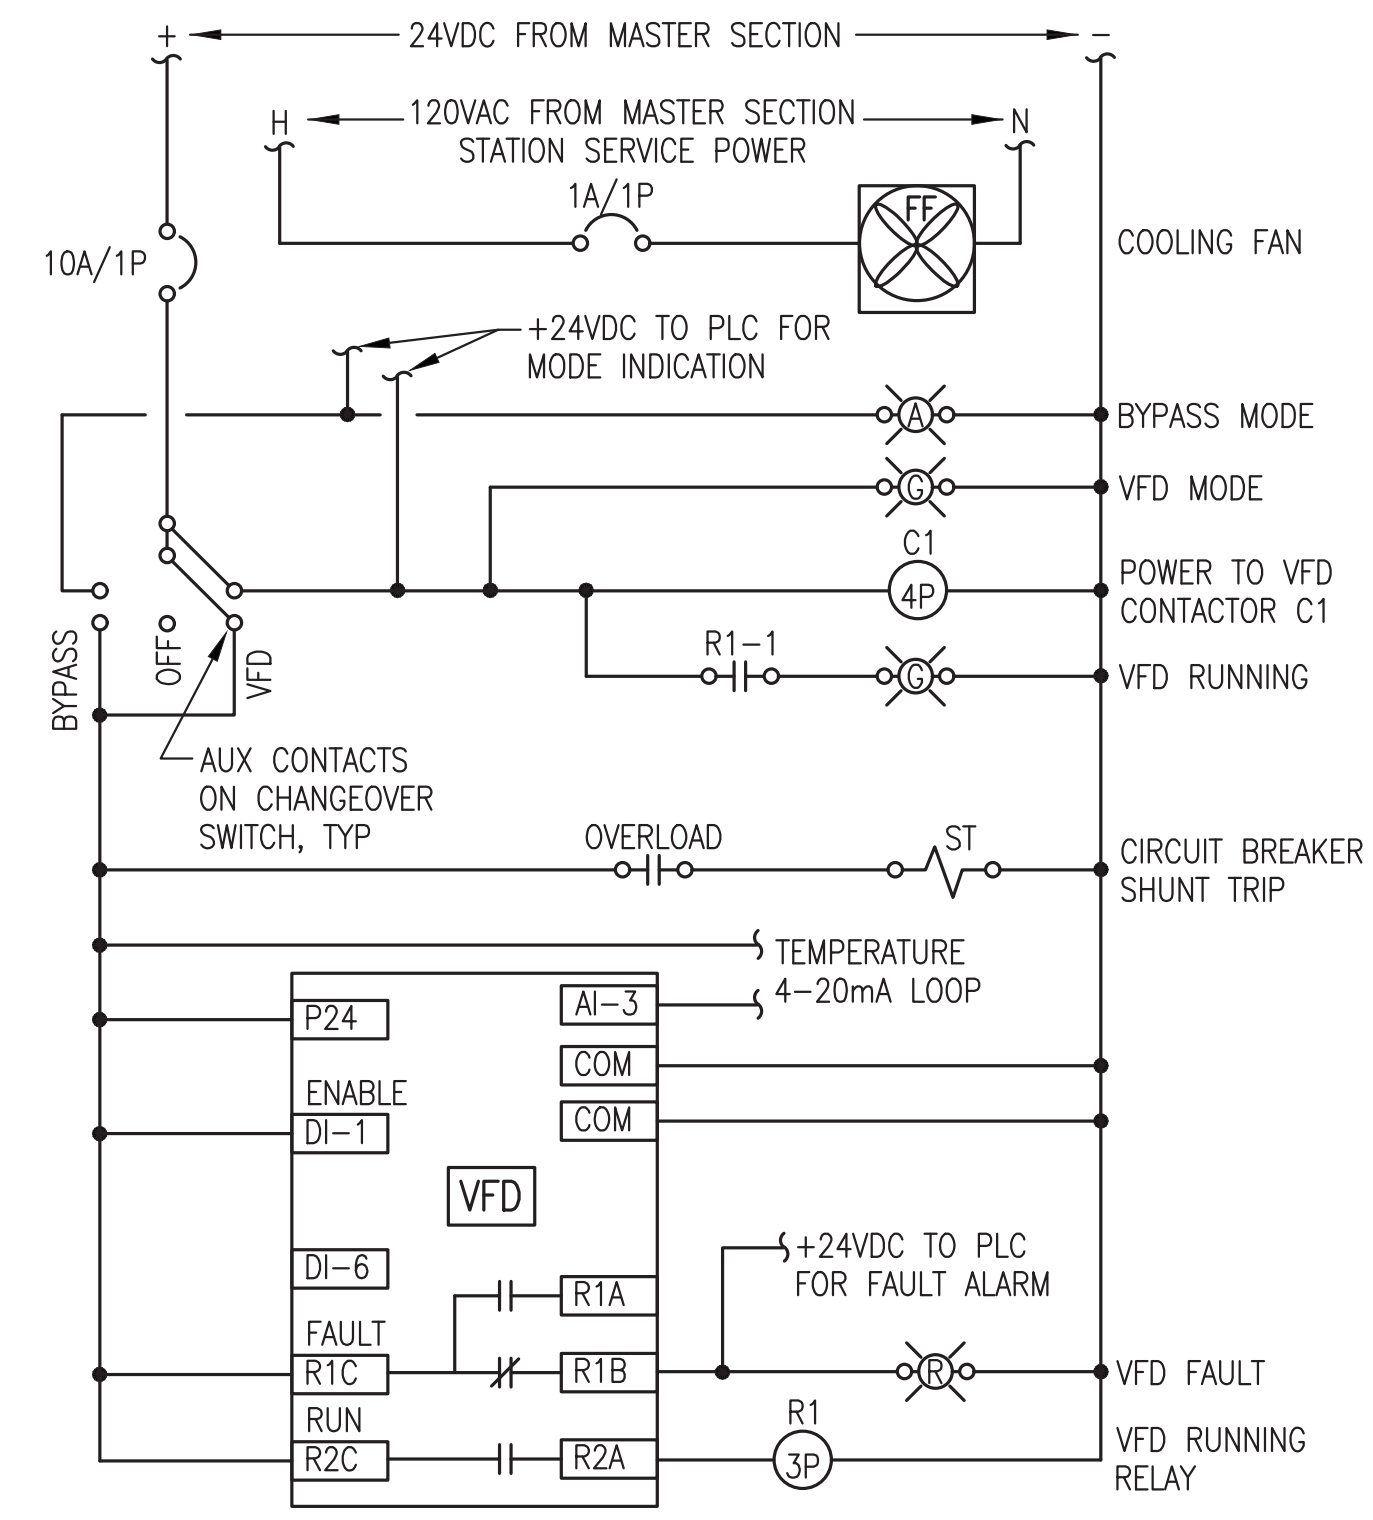 + 24VDC FROM MASTER SECTION -
H 120VAC FROM MASTER SECTION N
STATION SERVICE POWER
1A/1P
FF
10A/1P
COOLING FAN
+24VDC TO PLC FOR
MODE INDICATION
A BYPASS MODE
G VFD MODE
C1
4P
POWER TO VFD
CONTACTOR C1
R1-1
G VFD RUNNING
BYPASS
OFF
VFD
AUX CONTACTS
ON CHANGEOVER
SWITCH, TYP
OVERLOAD
ST
CIRCUIT BREAKER
SHUNT TRIP
TEMPERATURE
4-20mA LOOP
P24
AI-3
COM
ENABLE
DI-1
COM
VFD
DI-6
+24VDC TO PLC
FOR FAULT ALARM
R1A
FAULT
R1C
R1B
R VFD FAULT
RUN
R2C
R2A
R1
3P
VFD RUNNING
RELAY